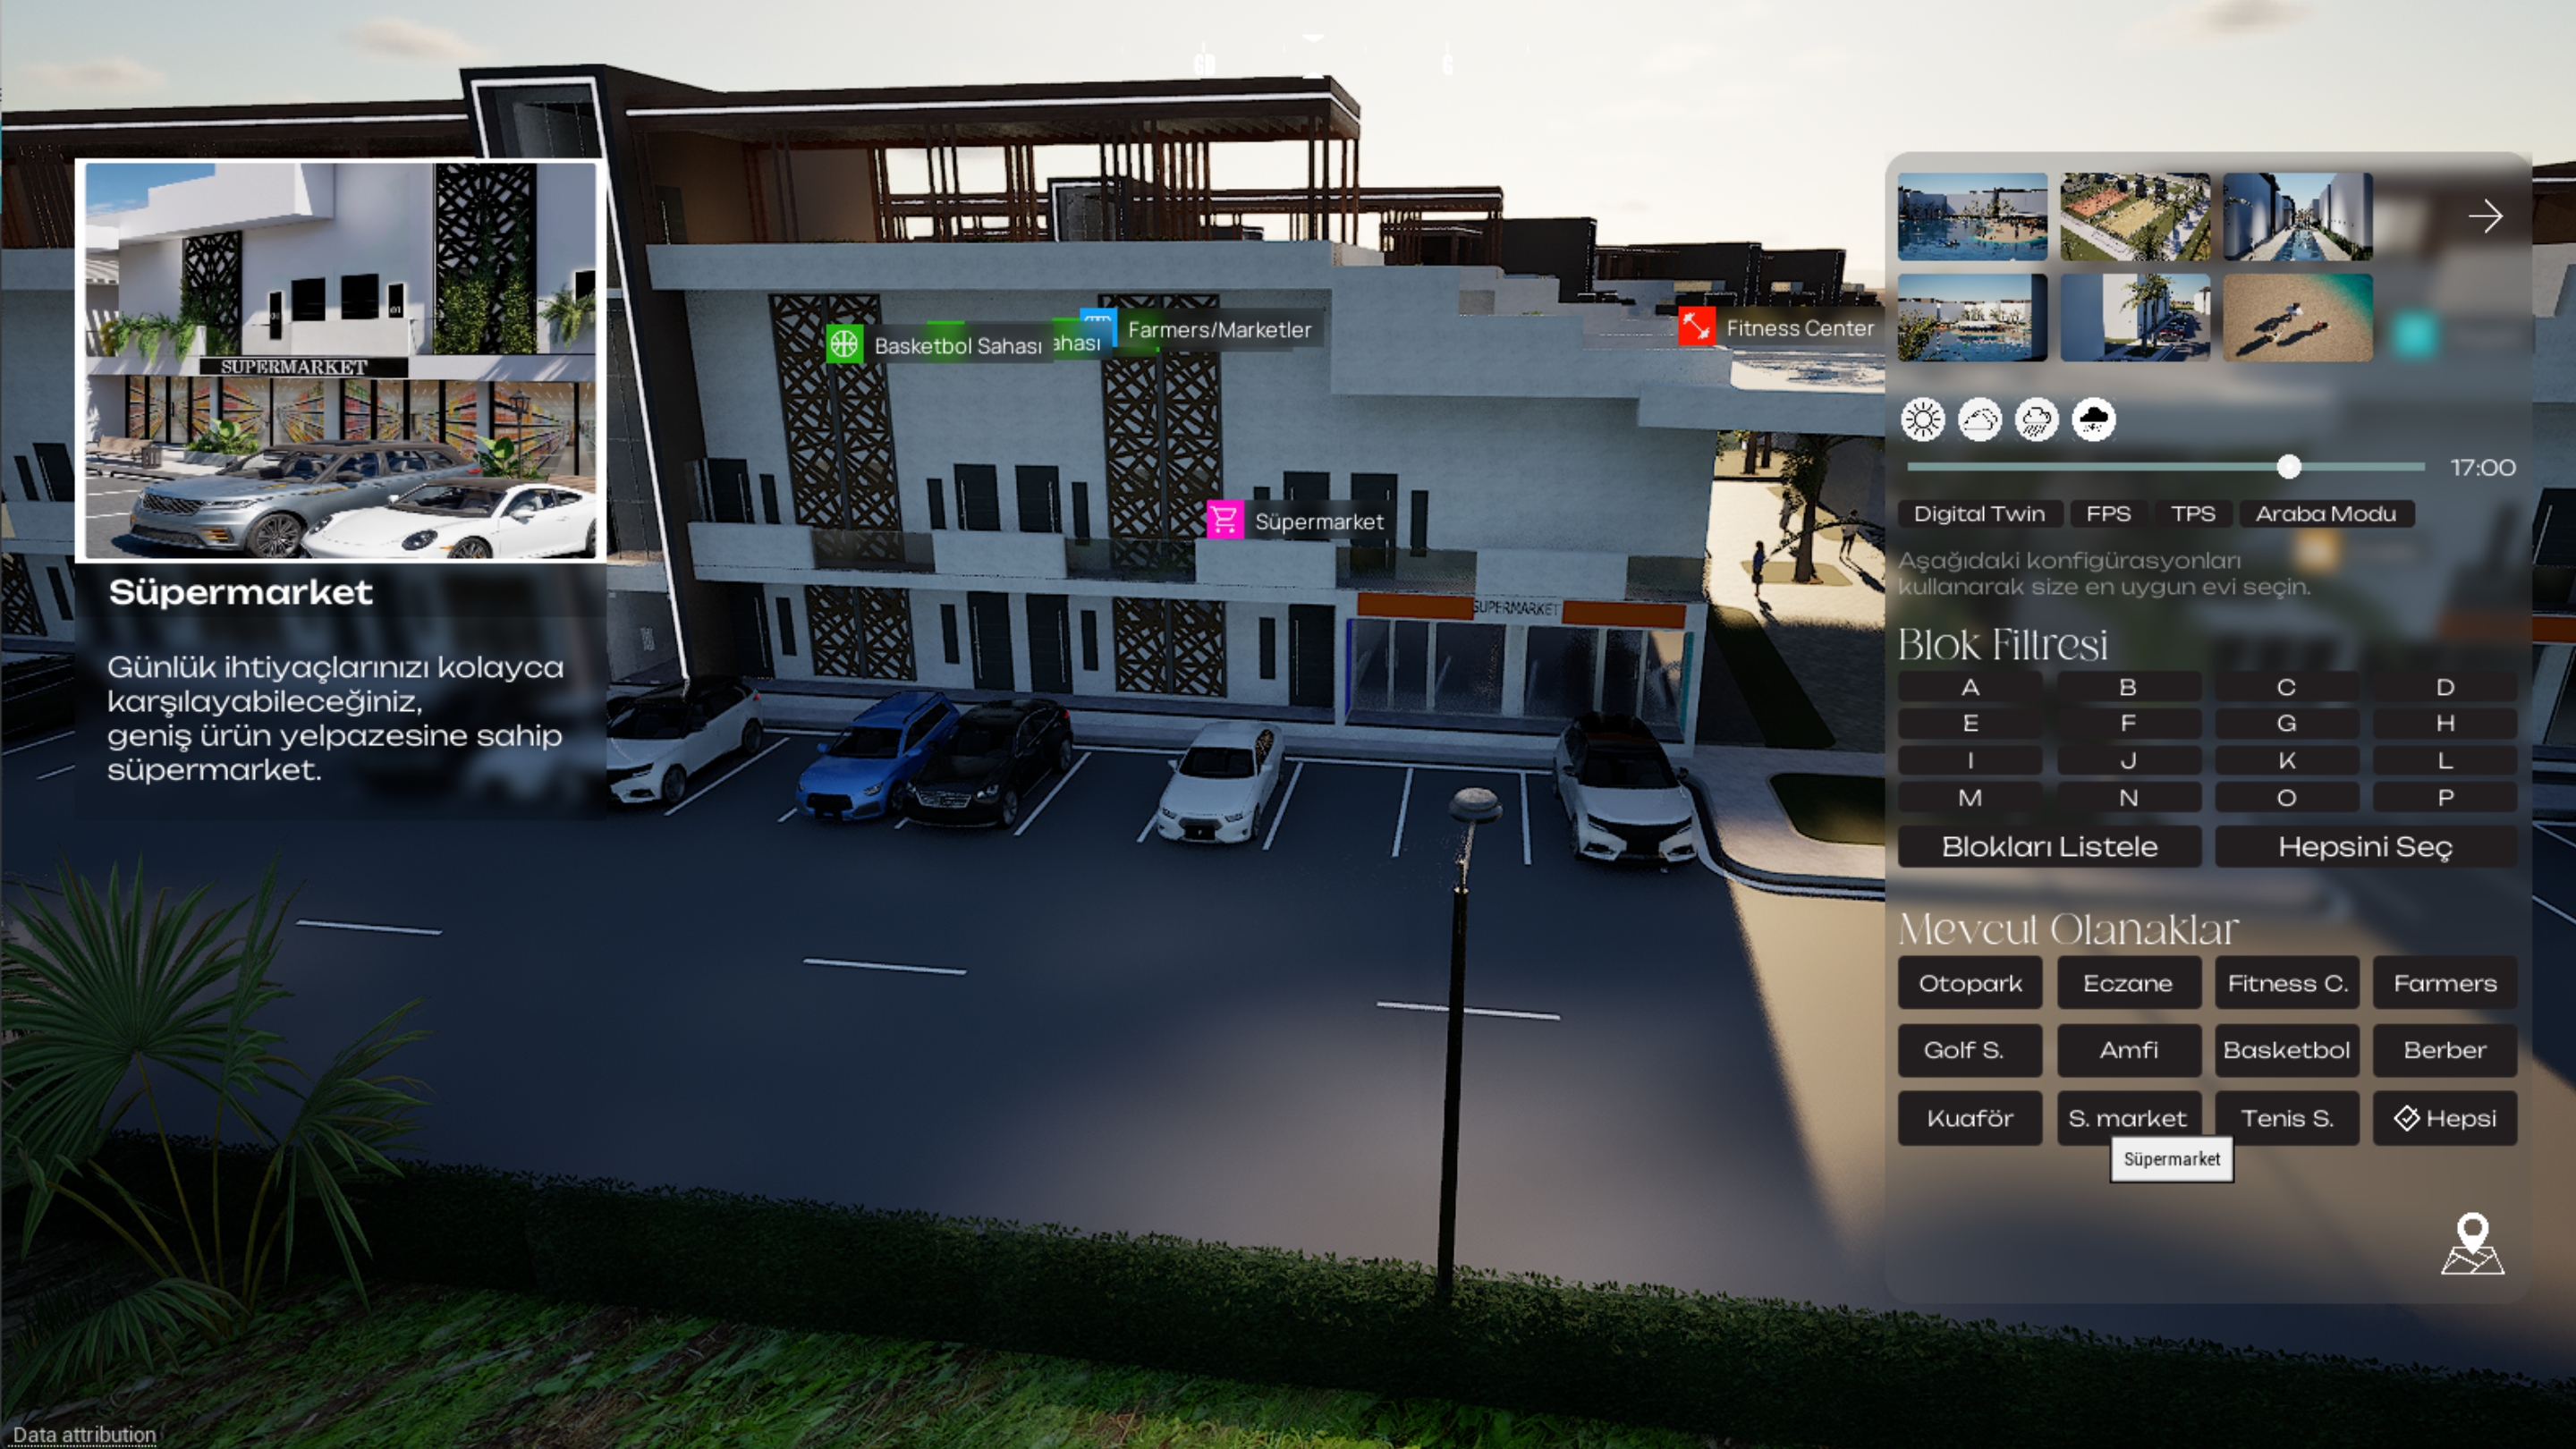 GB
G
SUPERMARKET
Süpermarket
Günlük ihtiyaçlarınızı kolayca
karşılayabileceğiniz,
geniş ürün yelpazesine sahip
süpermarket.
Basketbol Sahası
ahası
Farmers/Marketler
Fitness Center
Süpermarket
SUPERMARKET
17:00
Digital Twin FPS TPS Araba Modu
Aşağıdaki konfigürasyonları
kullanarak size en uygun evi seçin.
Blok Filtresi
A B C D
E F G H
I J K L
M N O P
Blokları Listele Hepsini Seç
Mevcut Olanaklar
Otopark Eczane Fitness C. Farmers
Golf S. Amfi Basketbol Berber
Kuaför S. market Tenis S. Hepsi
Süpermarket
Data attribution